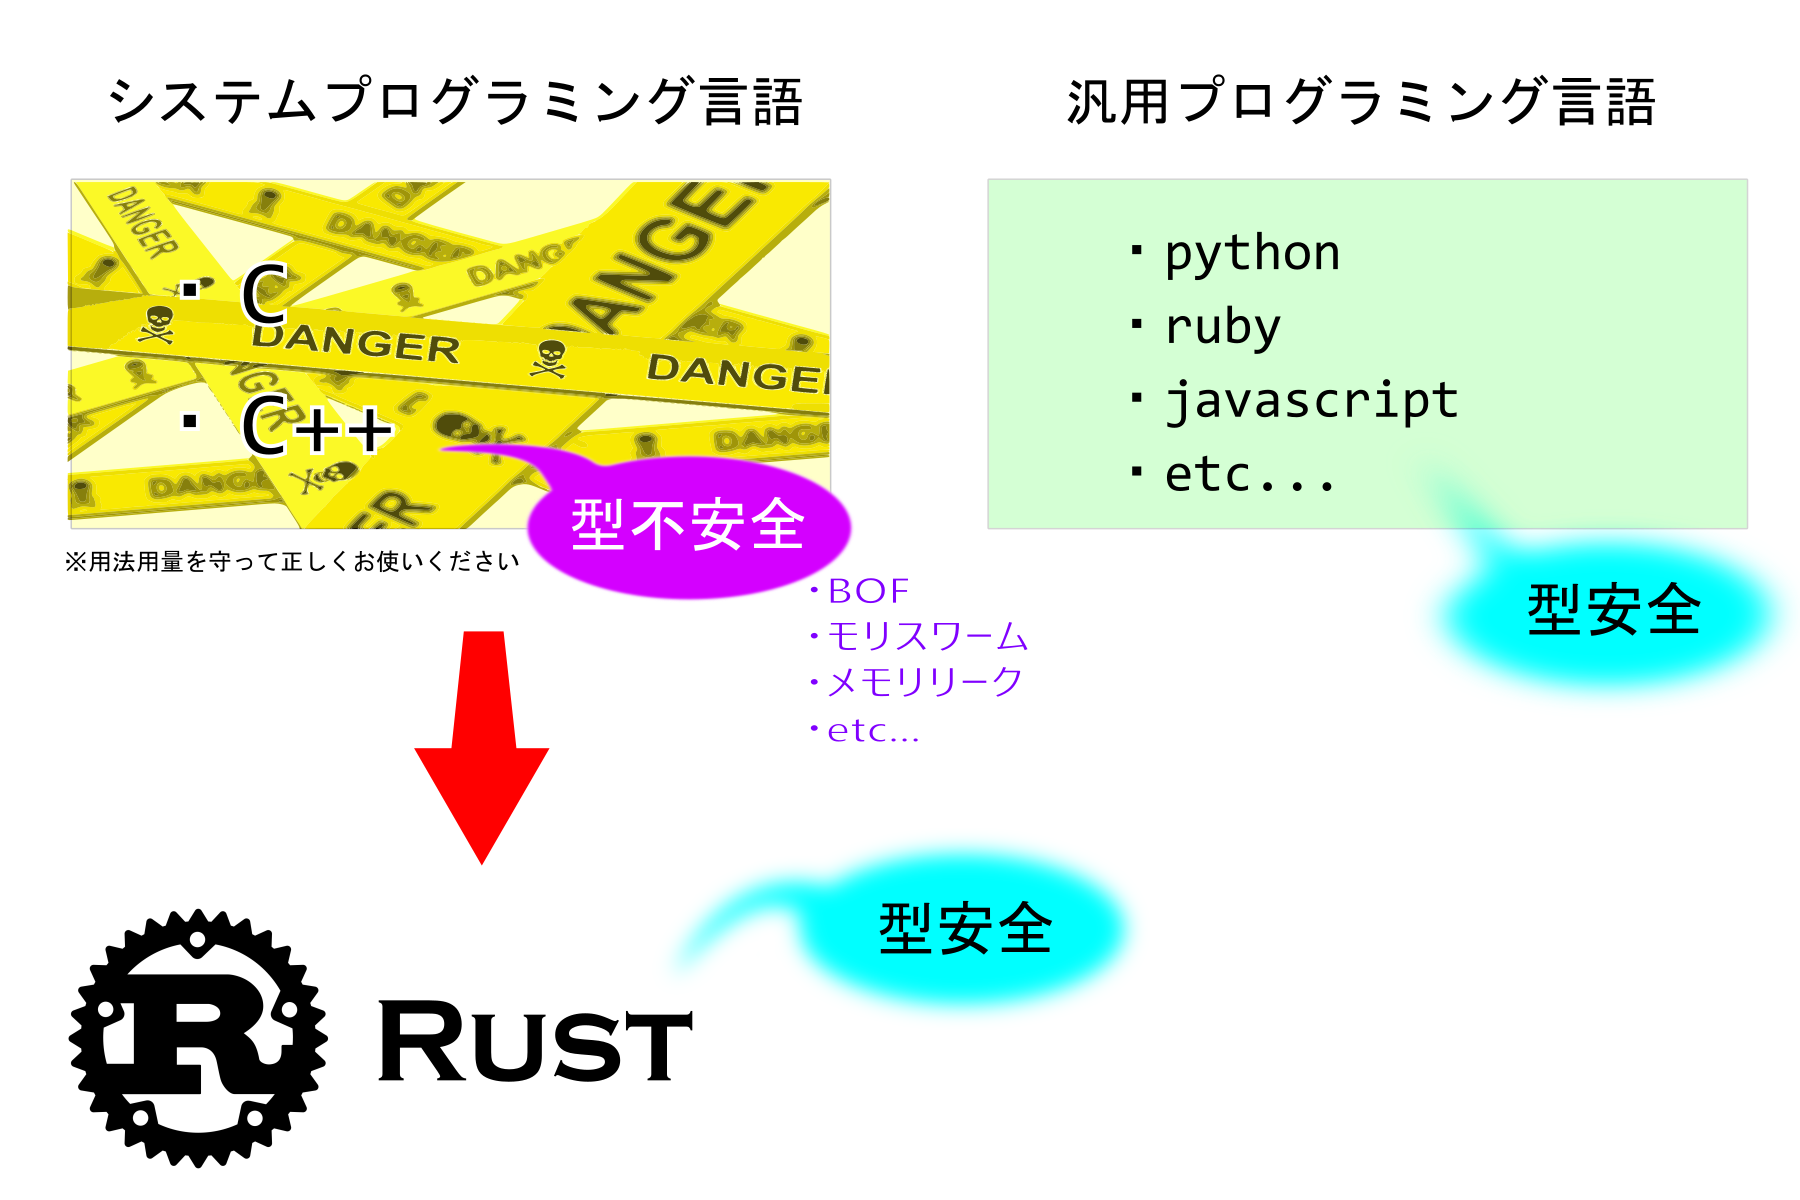 システムプログラミング言語
汎用プログラミング言語
DANGER
DANGER
DANGER
DANGER
DANGER
DANGER
・C
・C++
型不安全
※用法用量を守って正しくお使いください
・BOF
・モリスワーム
・メモリリーク
・etc...
・python
・ruby
・javascript
・etc...
型安全
型安全
RUST